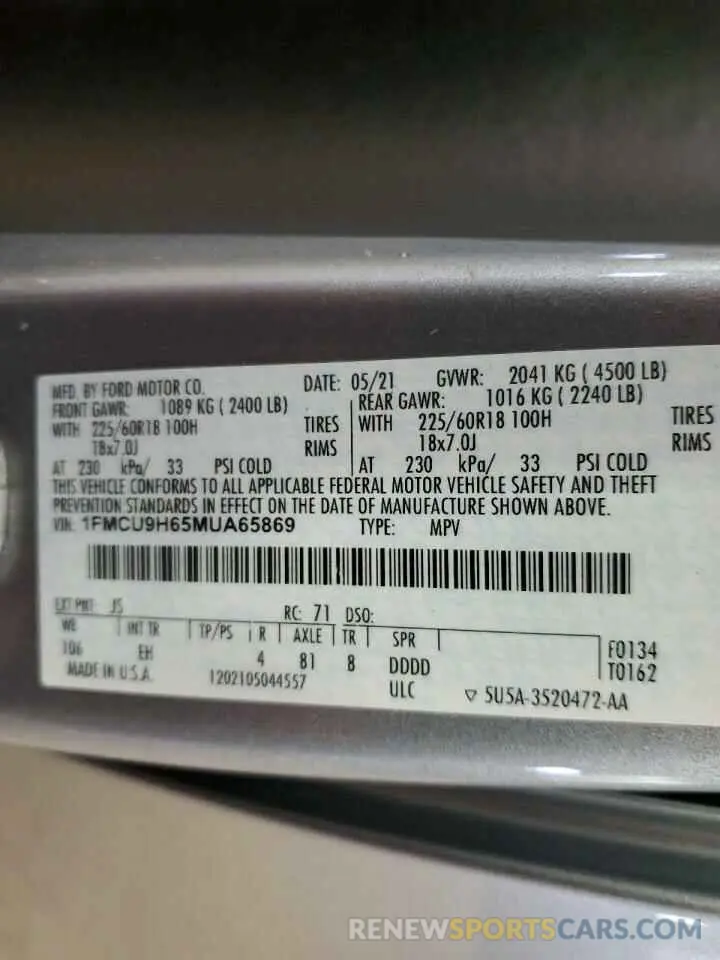 MFD. BY FORD MOTOR CO. DATE: 05/21 GVWR: 2041 KG ( 4500 LB)
FRONT GAWR: 1089 KG ( 2400 LB) REAR GAWR: 1016 KG ( 2240 LB)
WITH 225/60R18 100H TIRES WITH 225/60R18 100H TIRES
18x7.0J RIMS 18x7.0J RIMS
AT 230 kPa/ 33 PSI COLD AT 230 kPa/ 33 PSI COLD
THIS VEHICLE CONFORMS TO ALL APPLICABLE FEDERAL MOTOR VEHICLE SAFETY AND THEFT
PREVENTION STANDARDS IN EFFECT ON THE DATE OF MANUFACTURE SHOWN ABOVE.
VIN: 1FMCU9H65MUA65869 TYPE: MPV
EXT PNT: JS RC: 71 DSO:
WB INT TR TP/PS R AXLE TR SPR F0134
106 EH 4 81 8 DDDD T0162
MADE IN U.S.A. 1202105044557 ULC ▽ 5U5A-3520472-AA
RENEWSPORTSCARS.COM